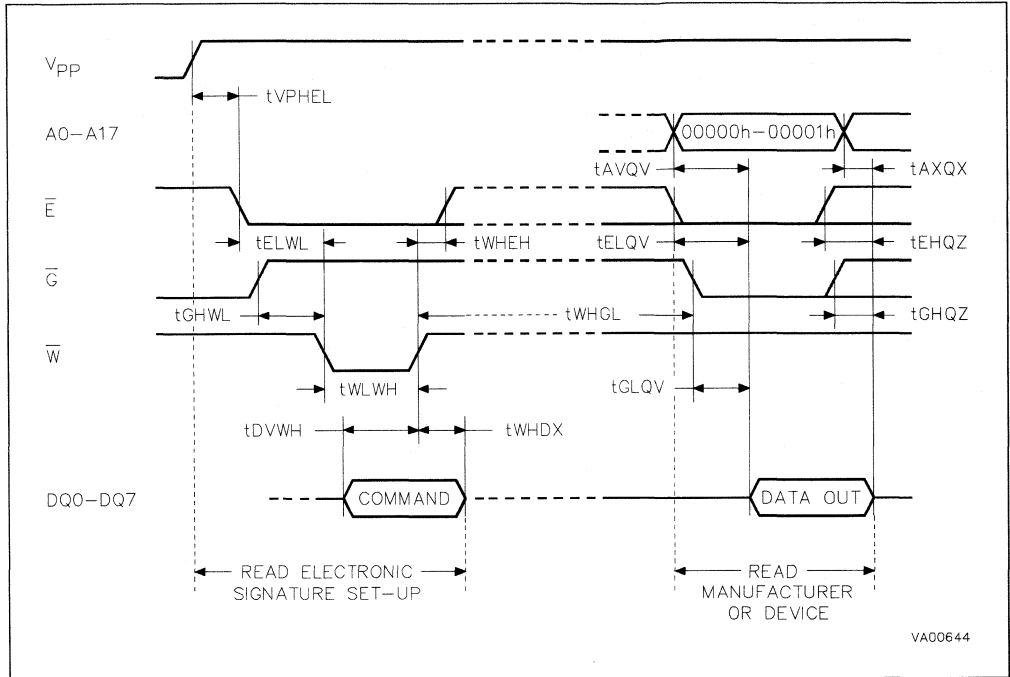 VPP
tVPHEL
A0–A17
00000h–00001h
tAVQV
tAXQX
E̅
tELWL
tWHEH
tELQV
tEHQZ
G̅
tGHWL
tWHGL
tGHQZ
W̅
tWLWH
tGLQV
tDVWH
tWHDX
DQ0–DQ7
COMMAND
DATA OUT
READ ELECTRONIC
SIGNATURE SET–UP
READ
MANUFACTURER
OR DEVICE
VA00644